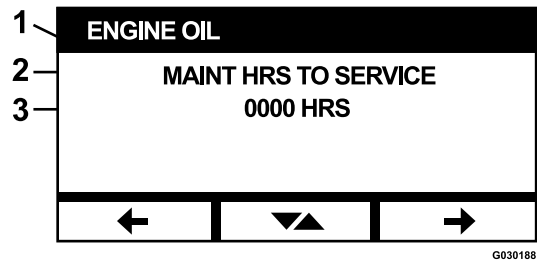 1
ENGINE OIL
2
MAINT HRS TO SERVICE
3
0000 HRS
G030188